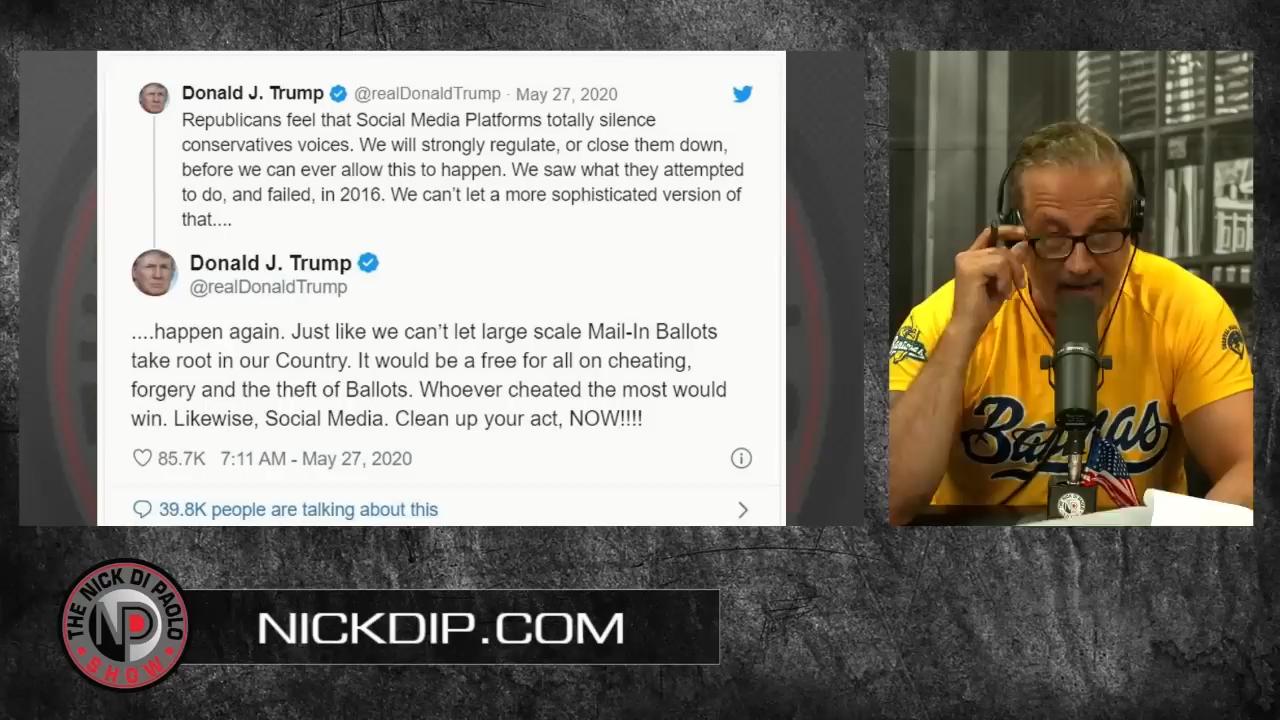 Donald J. Trump @realDonaldTrump · May 27, 2020
Republicans feel that Social Media Platforms totally silence
conservatives voices. We will strongly regulate, or close them down,
before we can ever allow this to happen. We saw what they attempted
to do, and failed, in 2016. We can't let a more sophisticated version of
that....
Donald J. Trump
@realDonaldTrump
....happen again. Just like we can't let large scale Mail-In Ballots
take root in our Country. It would be a free for all on cheating,
forgery and the theft of Ballots. Whoever cheated the most would
win. Likewise, Social Media. Clean up your act, NOW!!!!
85.7K 7:11 AM - May 27, 2020
39.8K people are talking about this
Bananas
THE NICK DI PAOLO
NP
SHOW
NICKDIP.COM